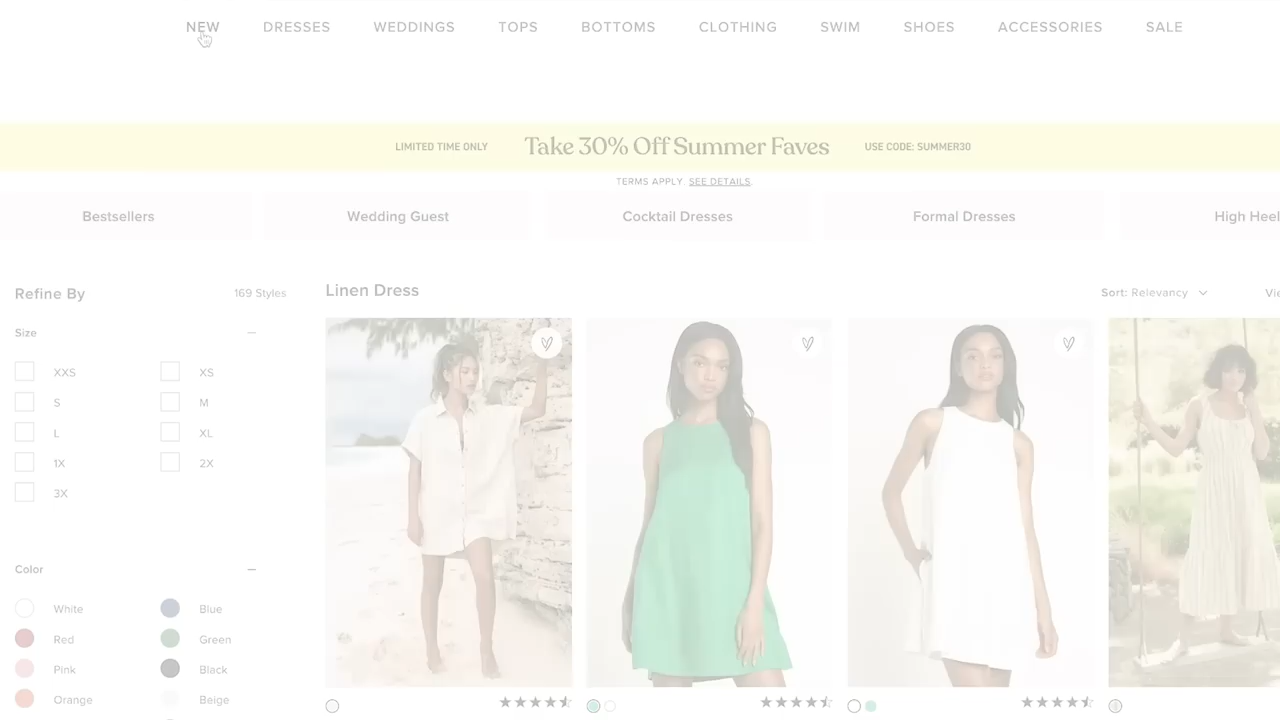 NEW DRESSES WEDDINGS TOPS BOTTOMS CLOTHING SWIM SHOES ACCESSORIES SALE
LIMITED TIME ONLY Take 30% Off Summer Faves USE CODE: SUMMER30
TERMS APPLY. SEE DETAILS.
Bestsellers Wedding Guest Cocktail Dresses Formal Dresses High Heel
Refine By 169 Styles
Linen Dress Sort: Relevancy
Size
XXS XS
S M
L XL
1X 2X
3X
Color
White Blue
Red Green
Pink Black
Orange Beige